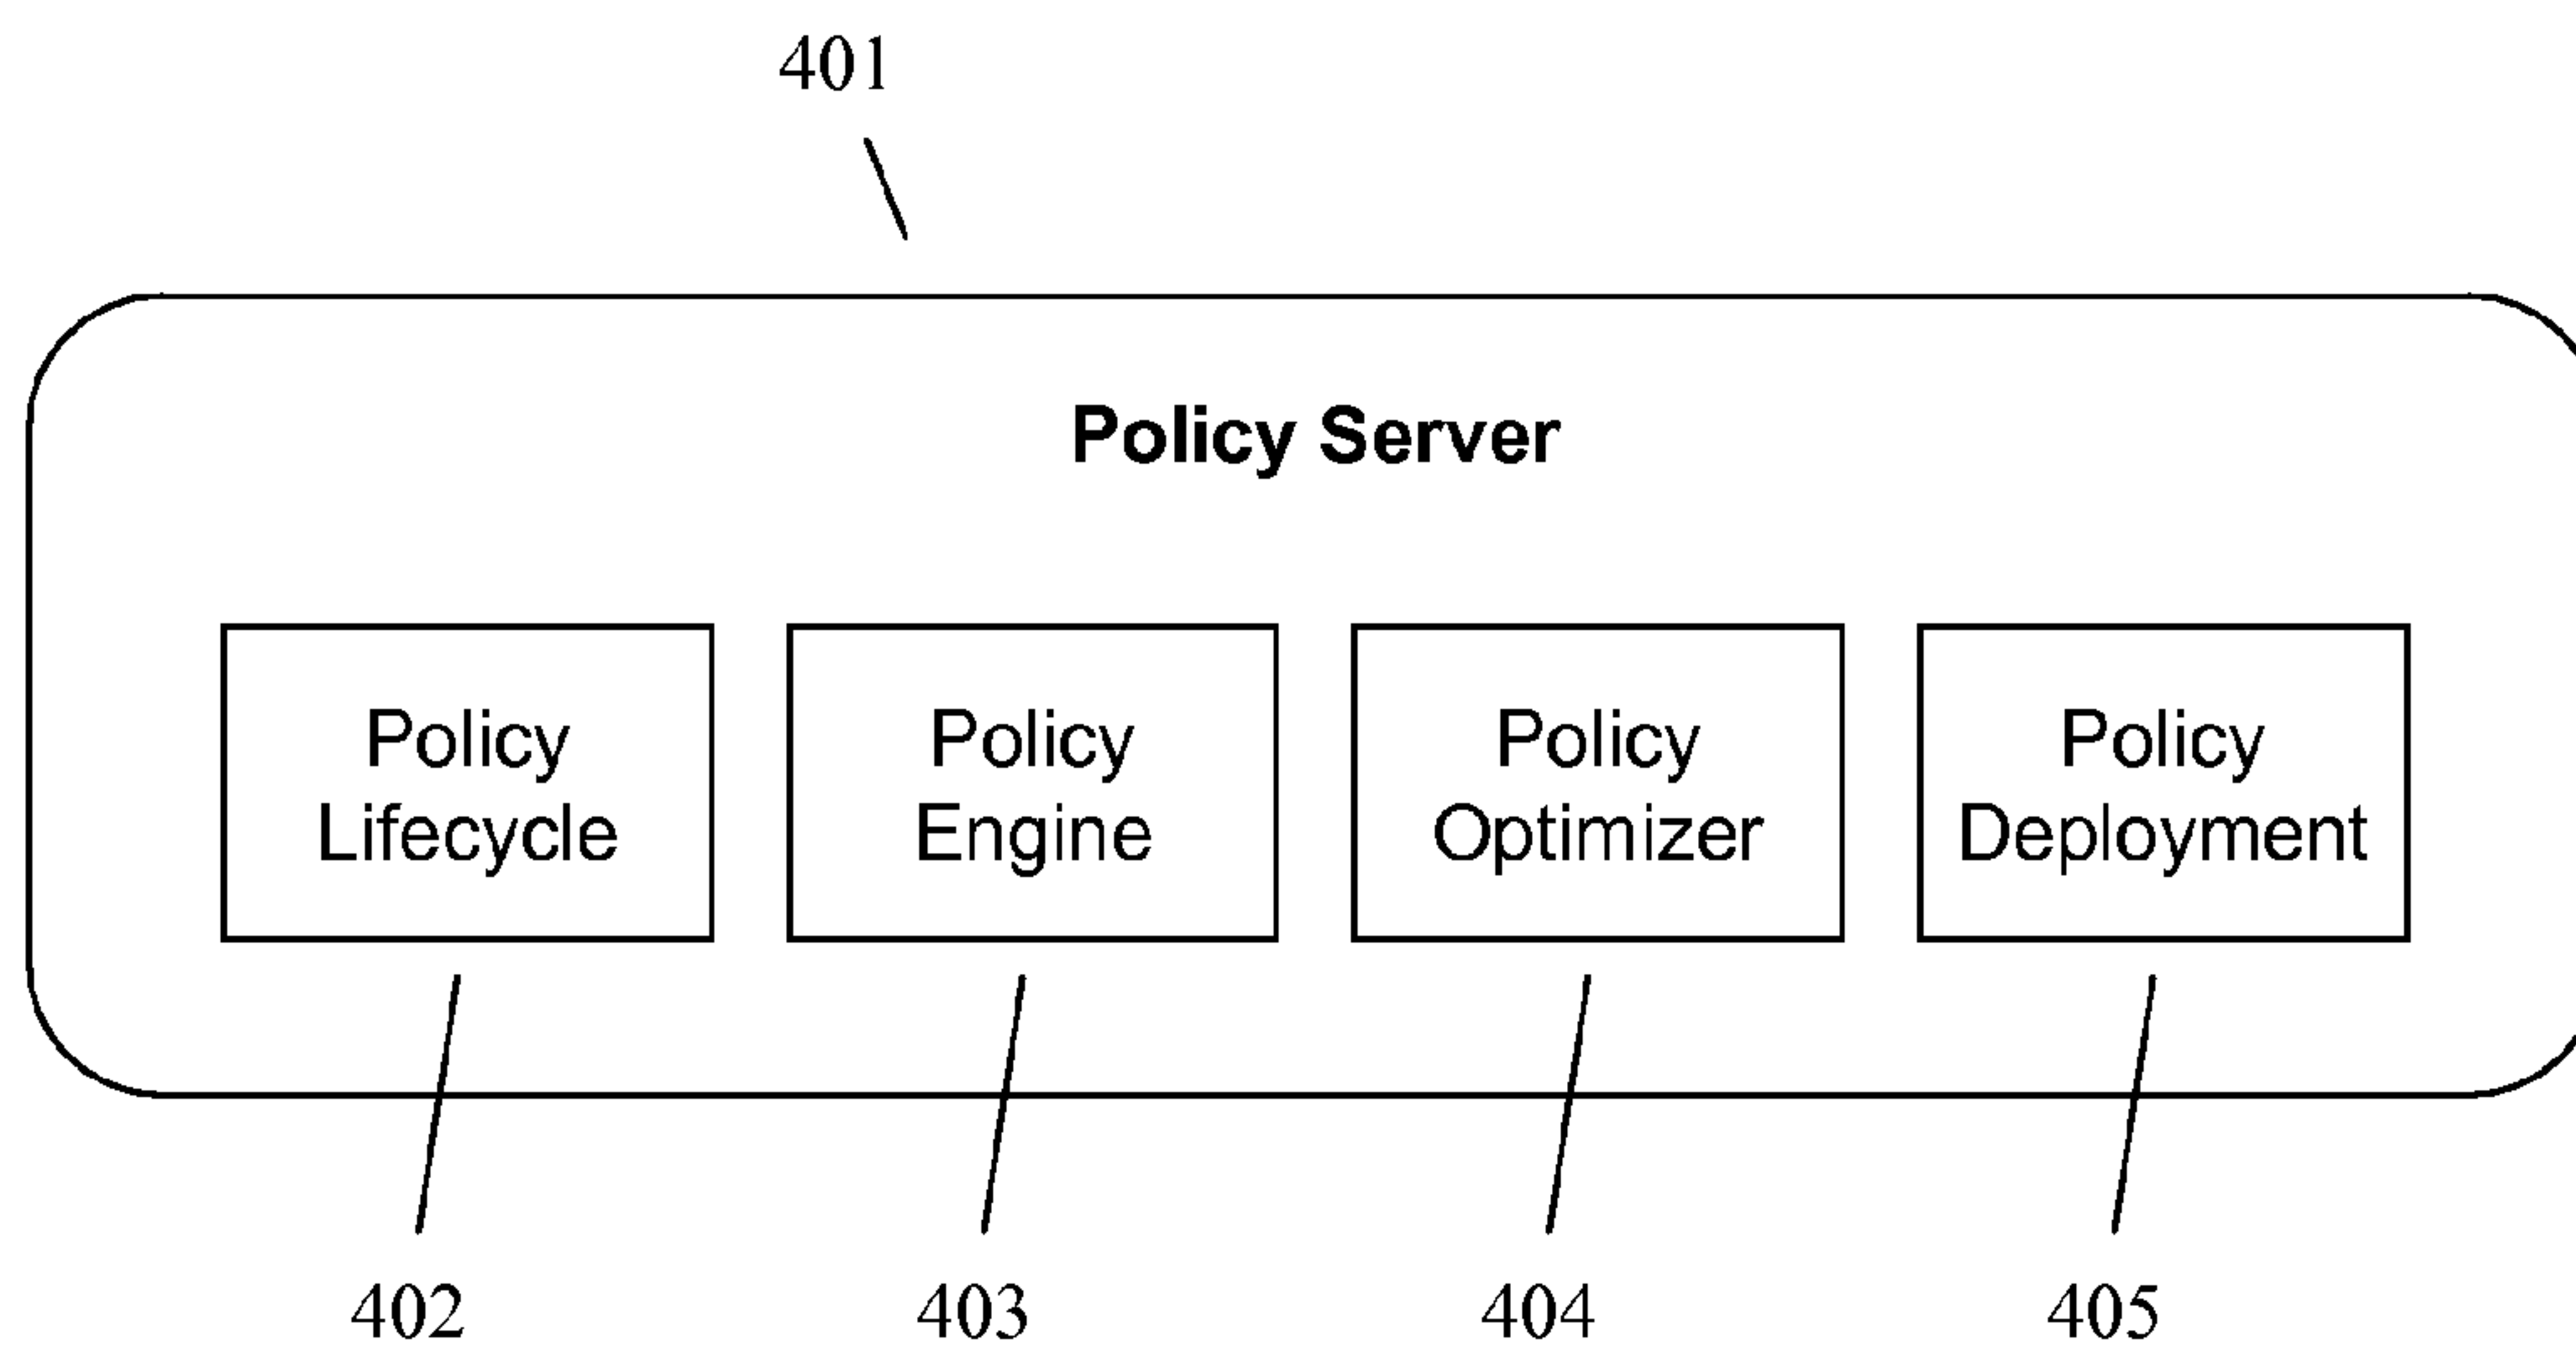 401
Policy Server
Policy
Lifecycle
Policy
Engine
Policy
Optimizer
Policy
Deployment
402
403
404
405